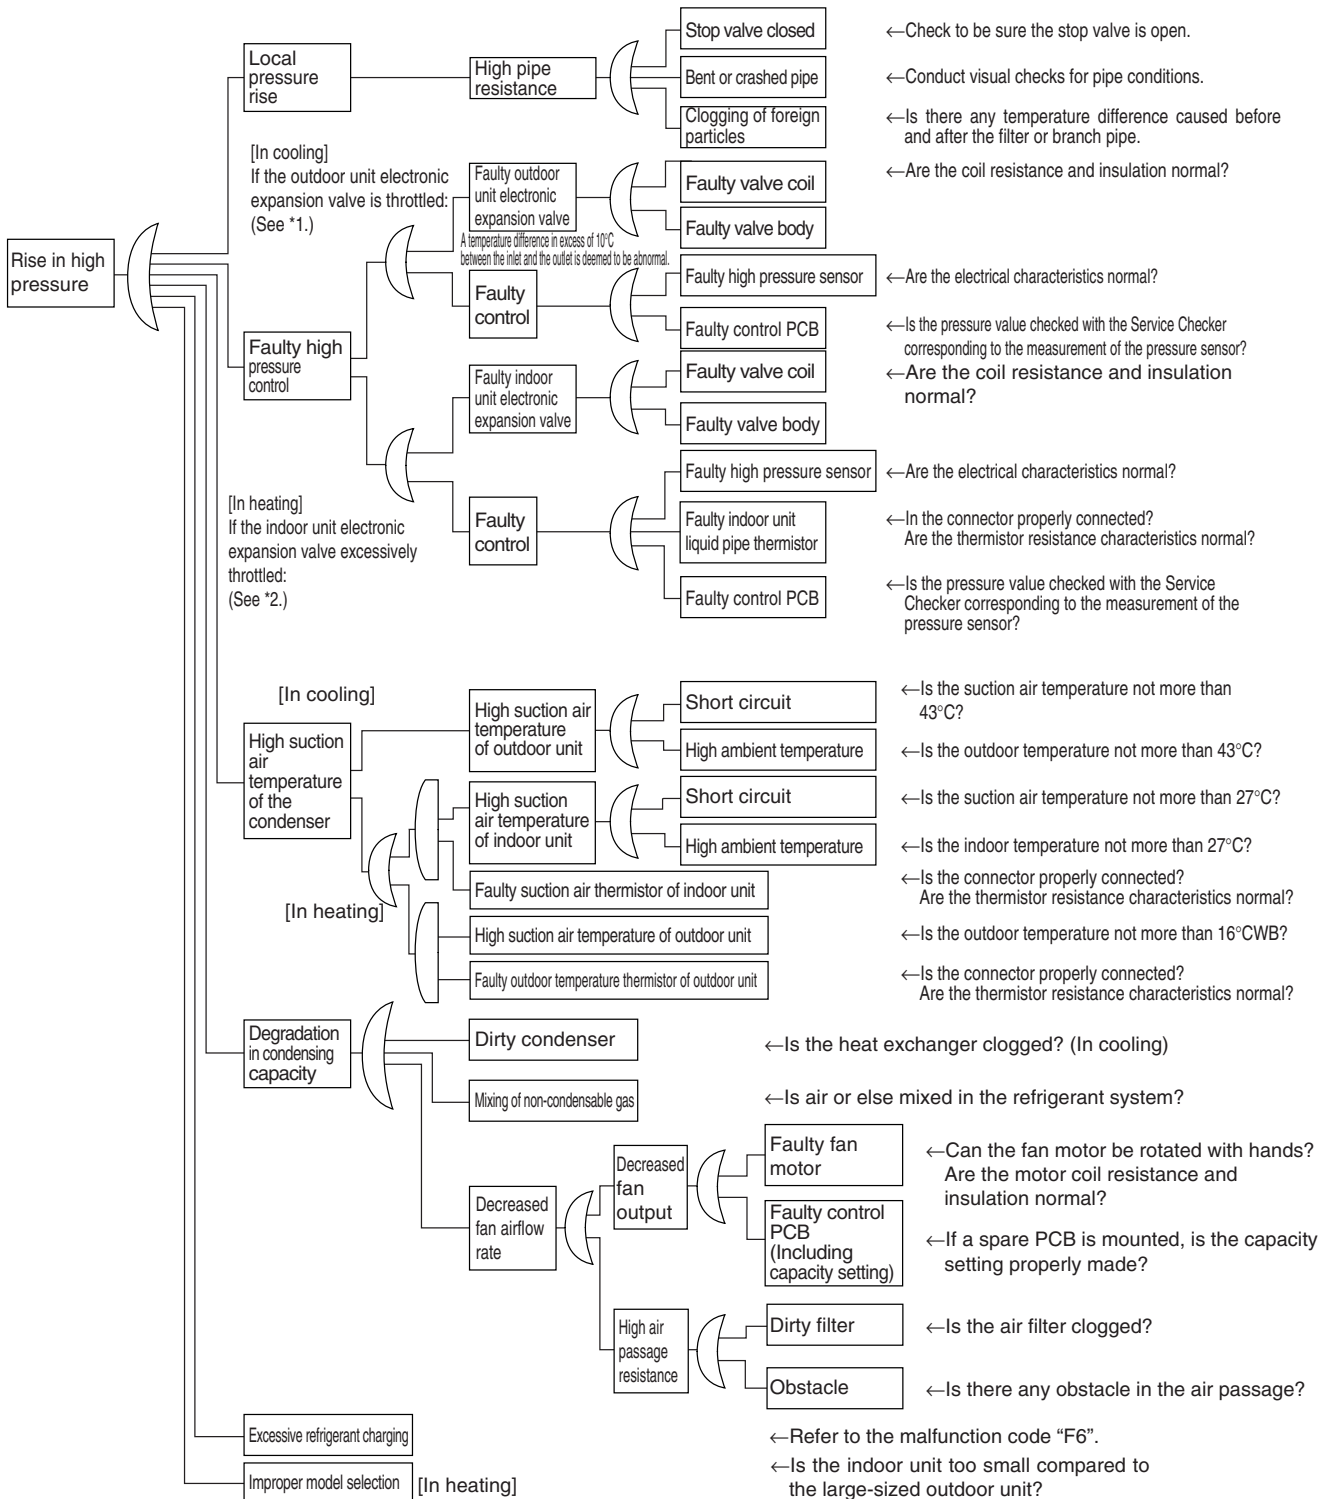 Stop valve closed
←Check to be sure the stop valve is open.
Local
pressure
rise
High pipe
resistance
Bent or crashed pipe
←Conduct visual checks for pipe conditions.
Clogging of foreign
particles
←Is there any temperature difference caused before
and after the filter or branch pipe.
[In cooling]
If the outdoor unit electronic
expansion valve is throttled:
(See *1.)
Faulty outdoor
unit electronic
expansion valve
Faulty valve coil
←Are the coil resistance and insulation normal?
Faulty valve body
A temperature difference in excess of 10°C
between the inlet and the outlet is deemed to be abnormal.
Rise in high
pressure
Faulty
control
Faulty high pressure sensor
←Are the electrical characteristics normal?
Faulty control PCB
←Is the pressure value checked with the Service Checker
corresponding to the measurement of the pressure sensor?
Faulty high
pressure
control
Faulty indoor
unit electronic
expansion valve
Faulty valve coil
←Are the coil resistance and insulation
normal?
Faulty valve body
[In heating]
If the indoor unit electronic
expansion valve excessively
throttled:
(See *2.)
Faulty
control
Faulty high pressure sensor
←Are the electrical characteristics normal?
Faulty indoor unit
liquid pipe thermistor
←In the connector properly connected?
Are the thermistor resistance characteristics normal?
Faulty control PCB
←Is the pressure value checked with the Service
Checker corresponding to the measurement of the
pressure sensor?
[In cooling]
High suction
air
temperature
of the
condenser
High suction air
temperature
of outdoor unit
Short circuit
←Is the suction air temperature not more than
43°C?
High ambient temperature
←Is the outdoor temperature not more than 43°C?
High suction
air temperature
of indoor unit
Short circuit
←Is the suction air temperature not more than 27°C?
High ambient temperature
←Is the indoor temperature not more than 27°C?
[In heating]
Faulty suction air thermistor of indoor unit
←Is the connector properly connected?
Are the thermistor resistance characteristics normal?
High suction air temperature of outdoor unit
←Is the outdoor temperature not more than 16°CWB?
Faulty outdoor temperature thermistor of outdoor unit
←Is the connector properly connected?
Are the thermistor resistance characteristics normal?
Degradation
in condensing
capacity
Dirty condenser
←Is the heat exchanger clogged? (In cooling)
Mixing of non-condensable gas
←Is air or else mixed in the refrigerant system?
Decreased
fan airflow
rate
Decreased
fan
output
Faulty fan
motor
←Can the fan motor be rotated with hands?
Are the motor coil resistance and
insulation normal?
Faulty control
PCB
(Including
capacity setting)
←If a spare PCB is mounted, is the capacity
setting properly made?
High air
passage
resistance
Dirty filter
←Is the air filter clogged?
Obstacle
←Is there any obstacle in the air passage?
Excessive refrigerant charging
←Refer to the malfunction code “F6”.
Improper model selection
[In heating]
←Is the indoor unit too small compared to
the large-sized outdoor unit?